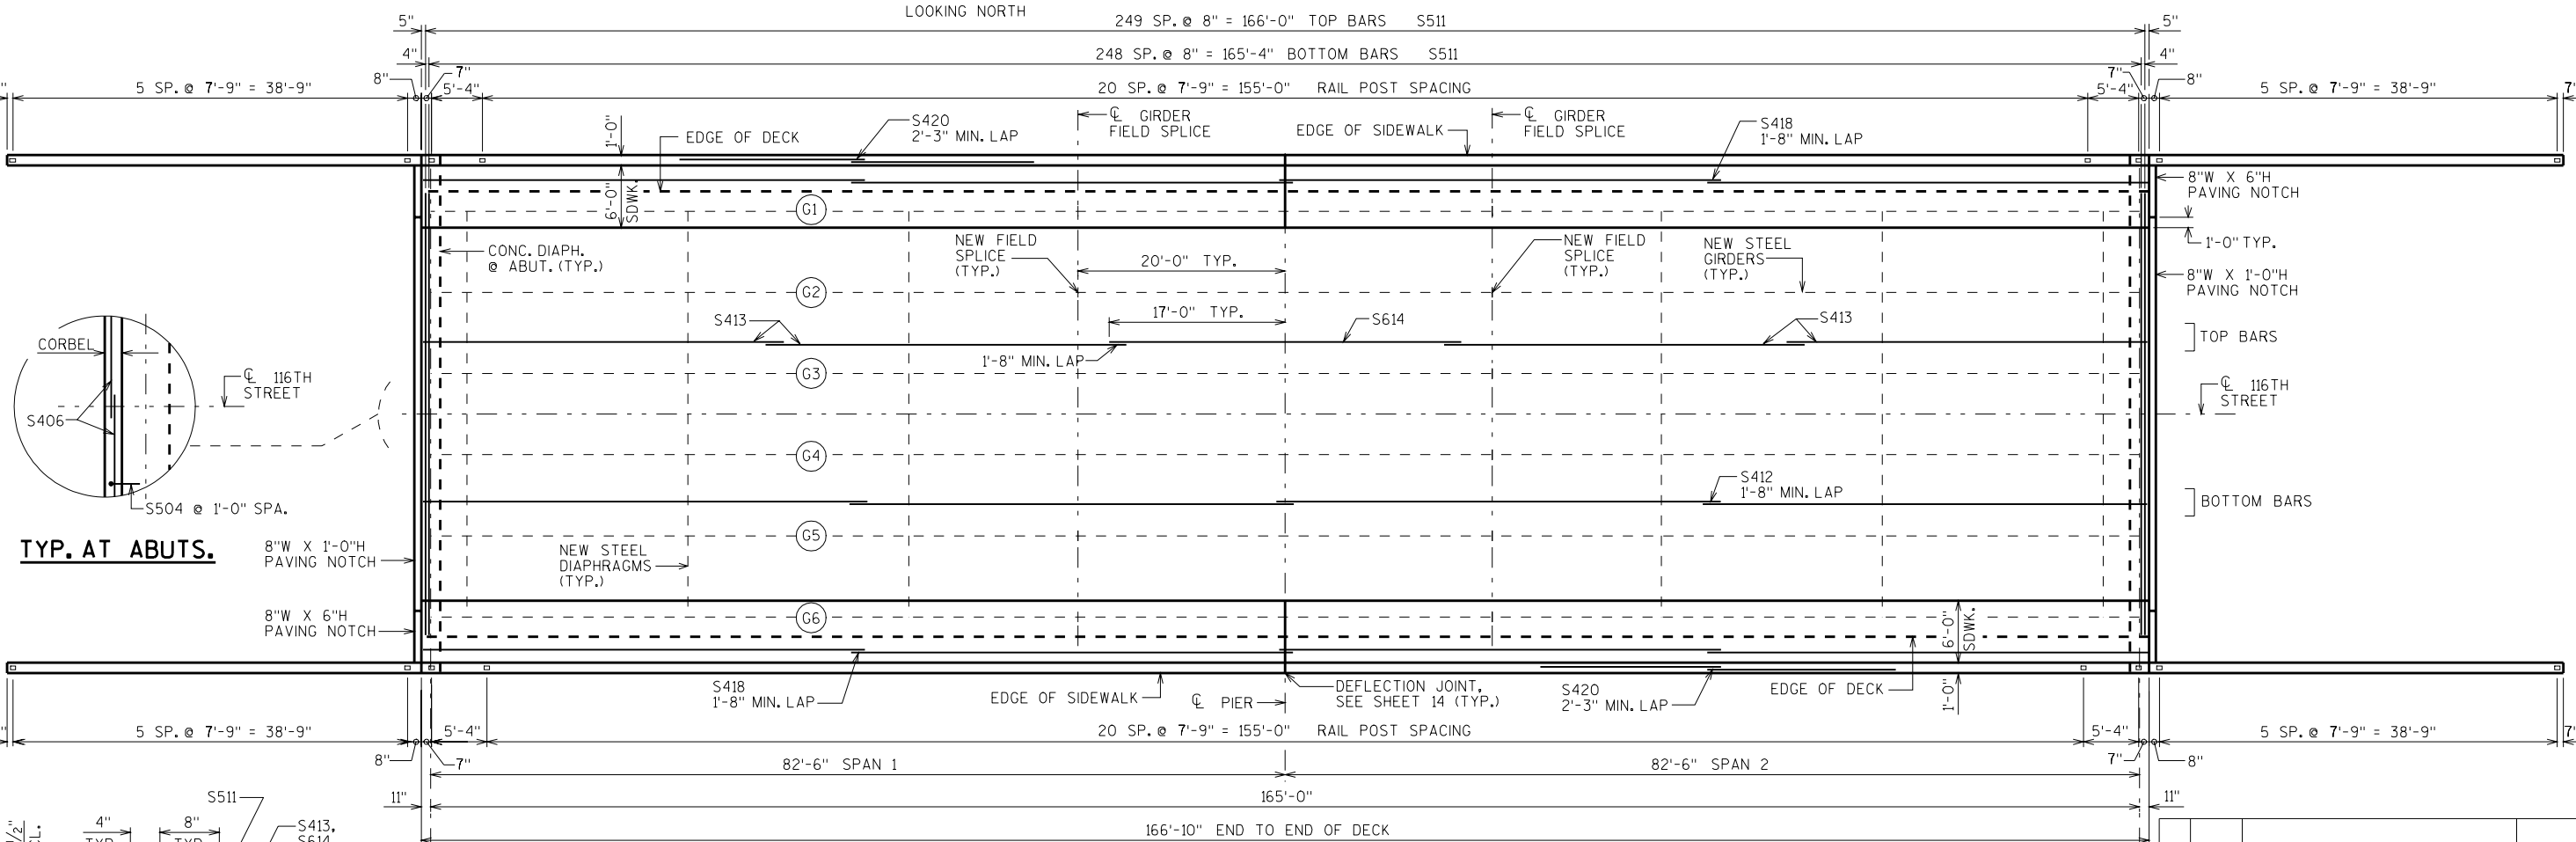 LOOKING NORTH
5"
249 SP.@ 8" = 166'-0" TOP BARS S511
5"
4"
248 SP.@ 8" = 165'-4" BOTTOM BARS S511
4"
"
5 SP.@ 7'-9" = 38'-9"
8"
7"
5'-4"
20 SP.@ 7'-9" = 155'-0" RAIL POST SPACING
7"
5'-4"
8"
5 SP.@ 7'-9" = 38'-9"
7"
1'-0"
EDGE OF DECK
S420
2'-3" MIN. LAP
℄ GIRDER
FIELD SPLICE
EDGE OF SIDEWALK
℄ GIRDER
FIELD SPLICE
S418
1'-8" MIN. LAP
6'-0"
SDWK.
G1
8"W X 6"H
PAVING NOTCH
1'-0" TYP.
CONC. DIAPH.
@ ABUT. (TYP.)
NEW FIELD
SPLICE
(TYP.)
20'-0" TYP.
NEW FIELD
SPLICE
(TYP.)
NEW STEEL
GIRDERS
(TYP.)
8"W X 1'-0"H
PAVING NOTCH
G2
17'-0" TYP.
S413
S614
S413
1'-8" MIN. LAP
TOP BARS
CORBEL
℄ 116TH
STREET
S406
G3
℄ 116TH
STREET
G4
S412
1'-8" MIN. LAP
BOTTOM BARS
S504 @ 1'-0" SPA.
TYP. AT ABUTS.
8"W X 1'-0"H
PAVING NOTCH
NEW STEEL
DIAPHRAGMS
(TYP.)
G5
8"W X 6"H
PAVING NOTCH
G6
6'-0"
SDWK.
S418
1'-8" MIN. LAP
EDGE OF SIDEWALK
℄ PIER
DEFLECTION JOINT,
SEE SHEET 14 (TYP.)
S420
2'-3" MIN. LAP
EDGE OF DECK
1'-0"
"
5 SP.@ 7'-9" = 38'-9"
8"
7"
5'-4"
20 SP.@ 7'-9" = 155'-0" RAIL POST SPACING
5'-4"
7"
8"
5 SP.@ 7'-9" = 38'-9"
7"
82'-6" SPAN 1
82'-6" SPAN 2
11"
165'-0"
11"
166'-10" END TO END OF DECK
S511
4"
8"
S413,